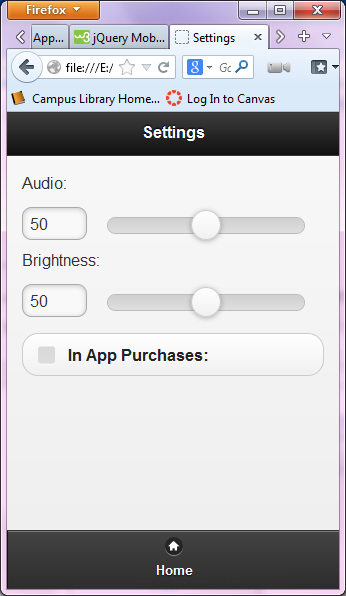 Firefox
App... jQuery Mob... Settings
file:///E:/ Go
Campus Library Home... Log In to Canvas
Settings
Audio:
50
Brightness:
50
In App Purchases:
Home